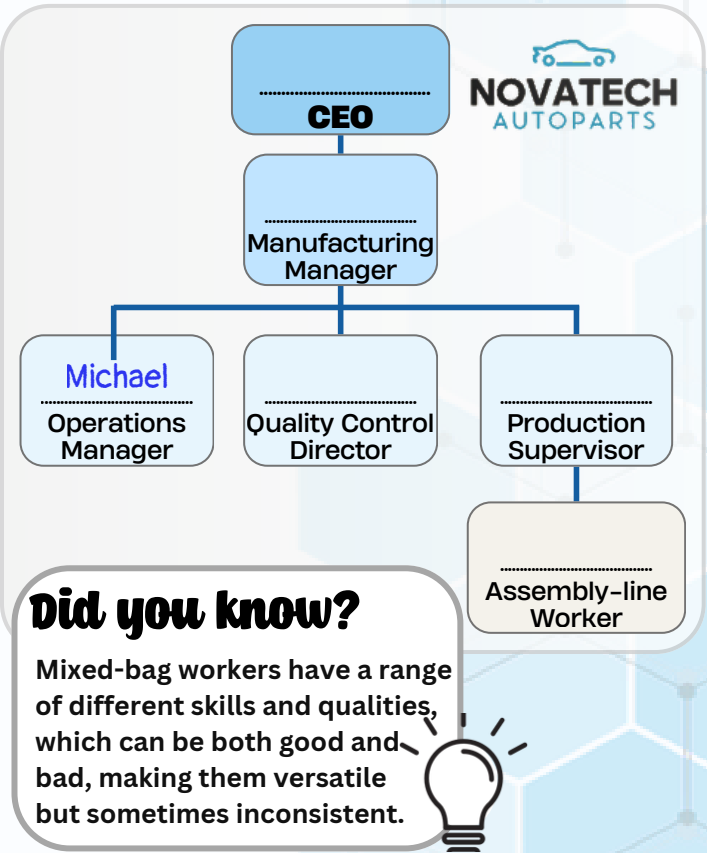 ....................................
CEO
NOVATECH
AUTOPARTS
....................................
Manufacturing
Manager
Michael
....................................
Operations
Manager
....................................
Quality Control
Director
....................................
Production
Supervisor
....................................
Assembly-line
Worker
Did you know?
Mixed-bag workers have a range
of different skills and qualities,
which can be both good and
bad, making them versatile
but sometimes inconsistent.